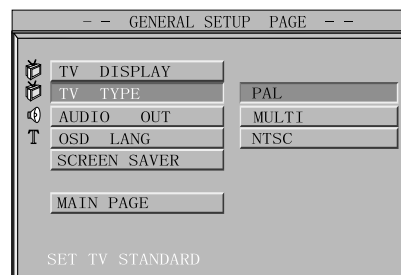 -- GENERAL SETUP PAGE --
TV DISPLAY
TV TYPE PAL
AUDIO OUT MULTI
T OSD LANG NTSC
SCREEN SAVER
MAIN PAGE
SET TV STANDARD